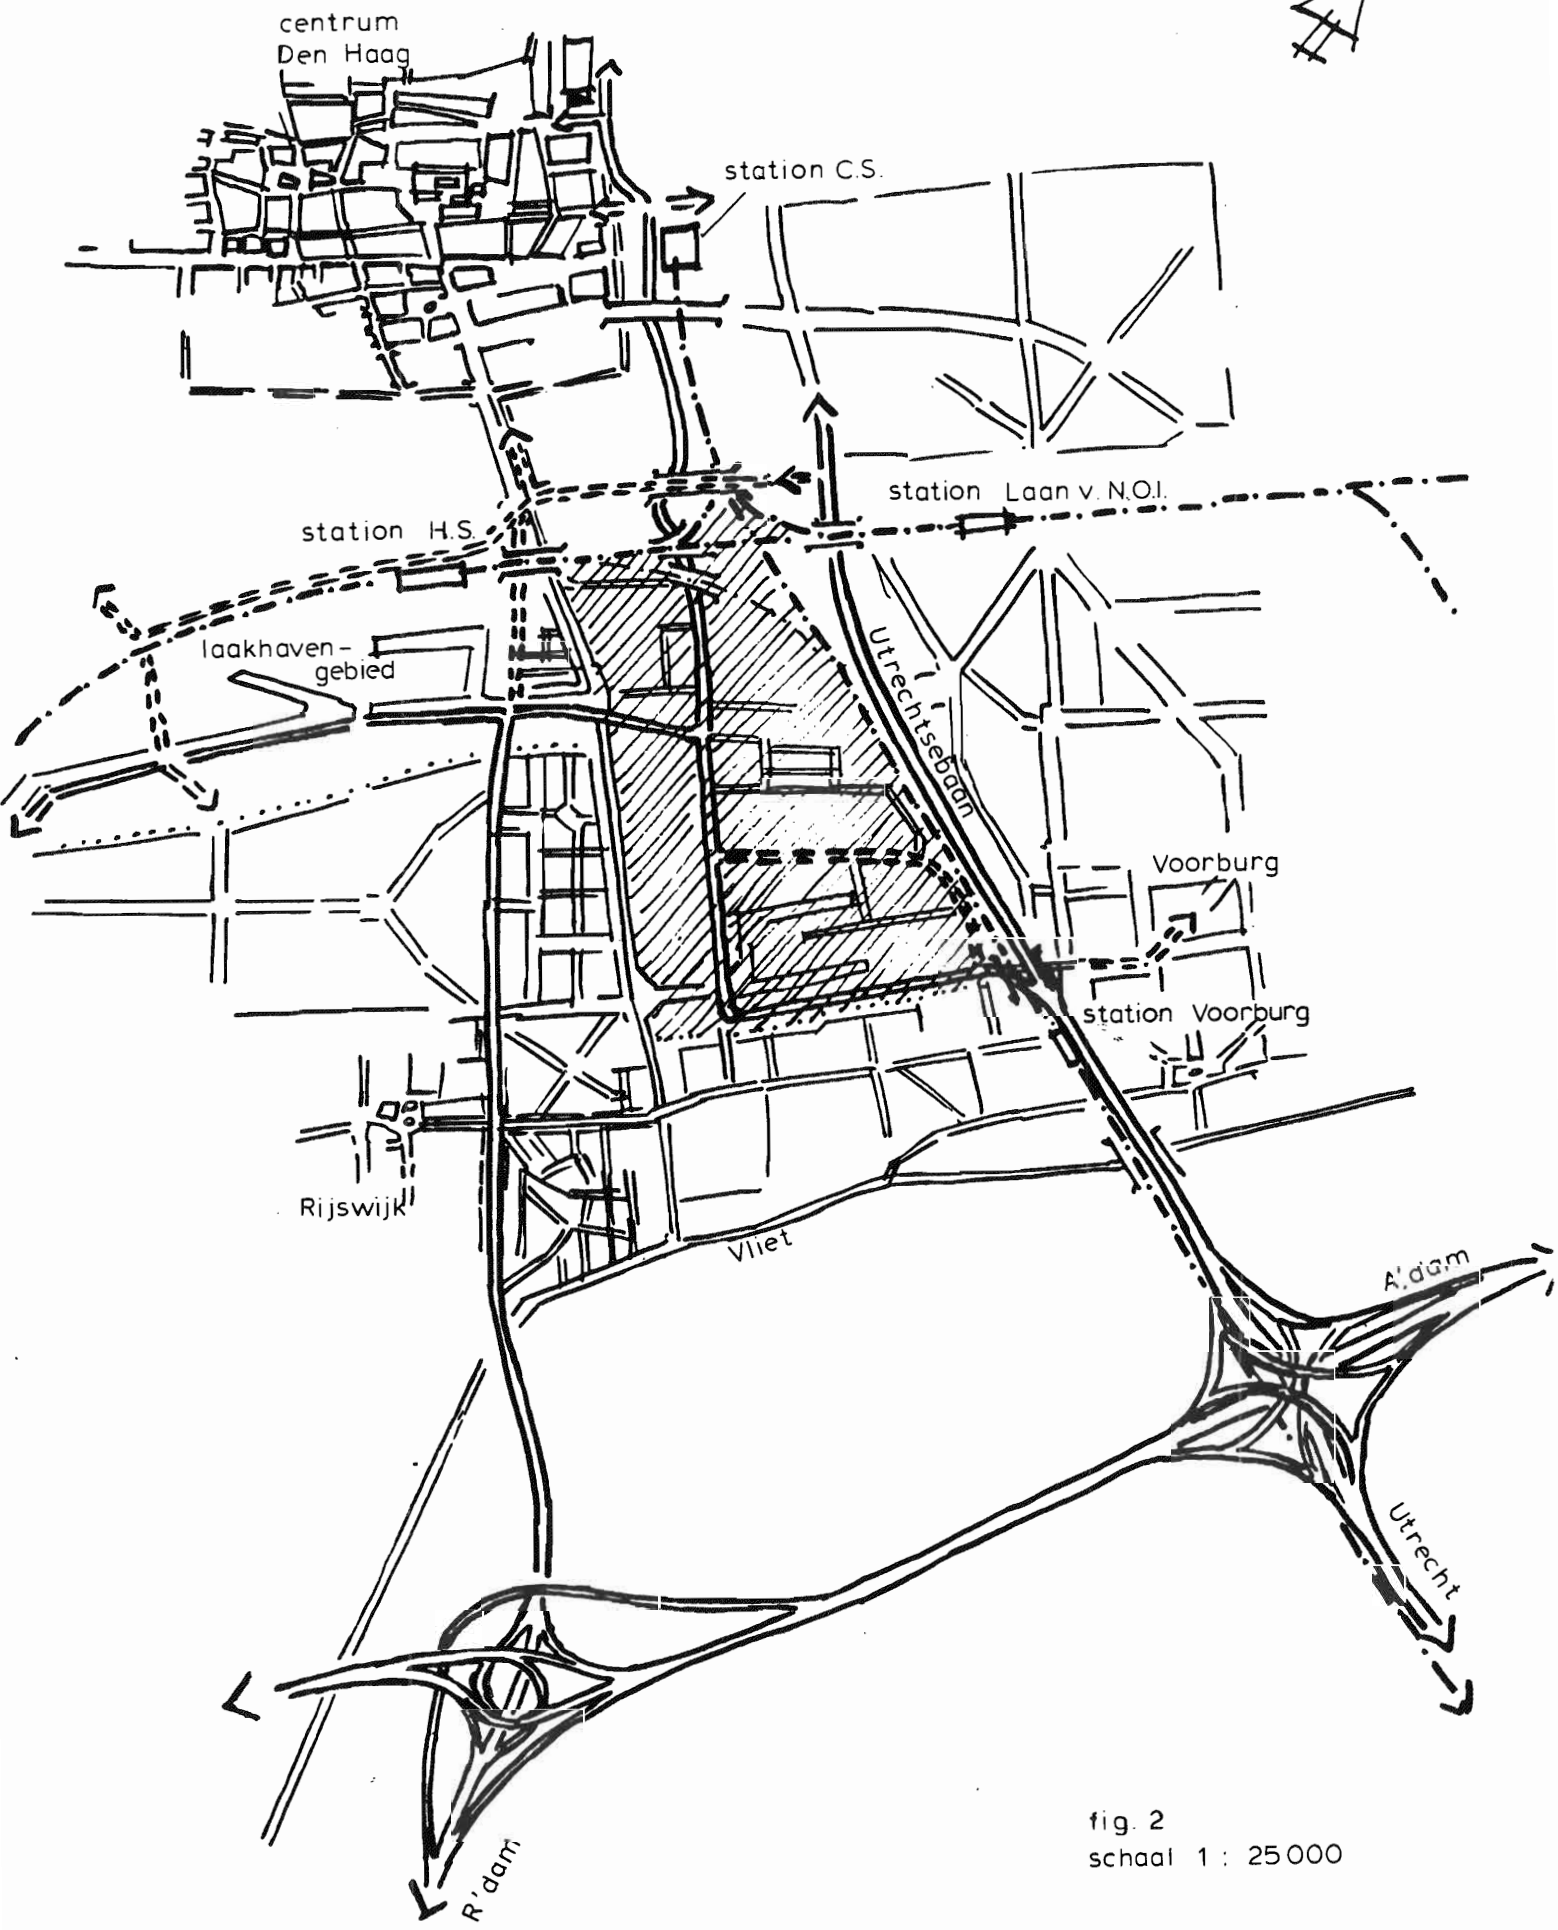 centrum
Den Haag
station C.S.
station Laan v. N.O.I.
station H.S.
laakhaven-
gebied
Utrechtsebaan
Voorburg
station Voorburg
Rijswijk
Vliet
A'dam
Utrecht
R'dam
fig. 2
schaal 1 : 25000